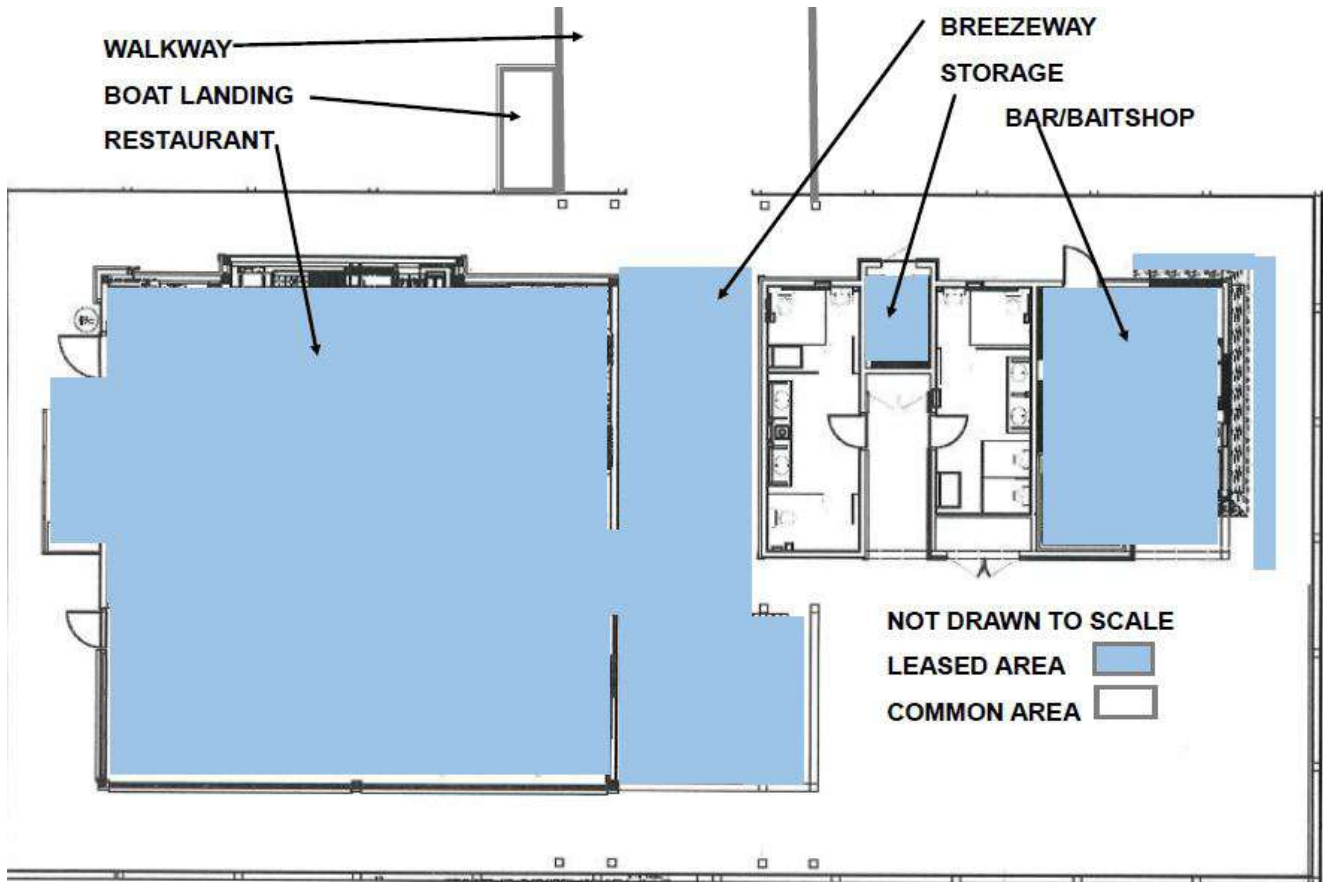 WALKWAY
BOAT LANDING
RESTAURANT
BREEZEWAY
STORAGE
BAR/BAITSHOP
NOT DRAWN TO SCALE
LEASED AREA
COMMON AREA